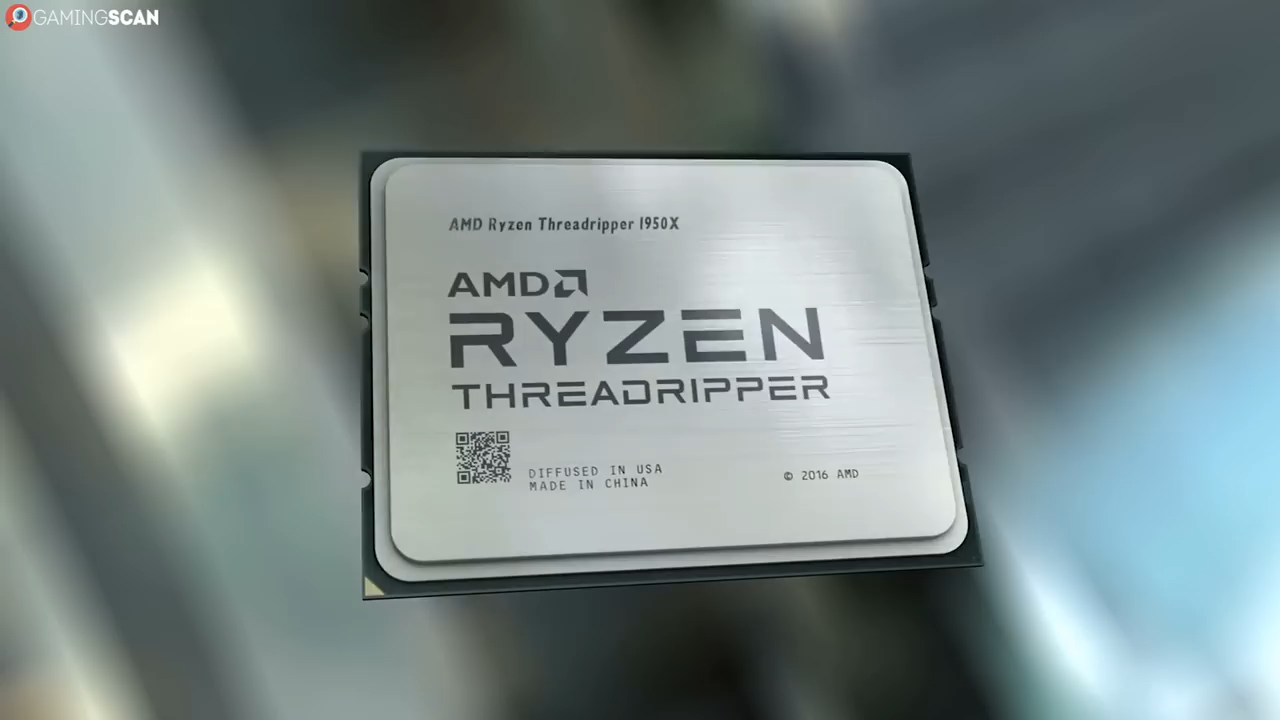 GAMINGSCAN
AMD Ryzen Threadripper 1950X
AMD
RYZEN
THREADRIPPER
DIFFUSED IN USA
MADE IN CHINA
© 2016 AMD